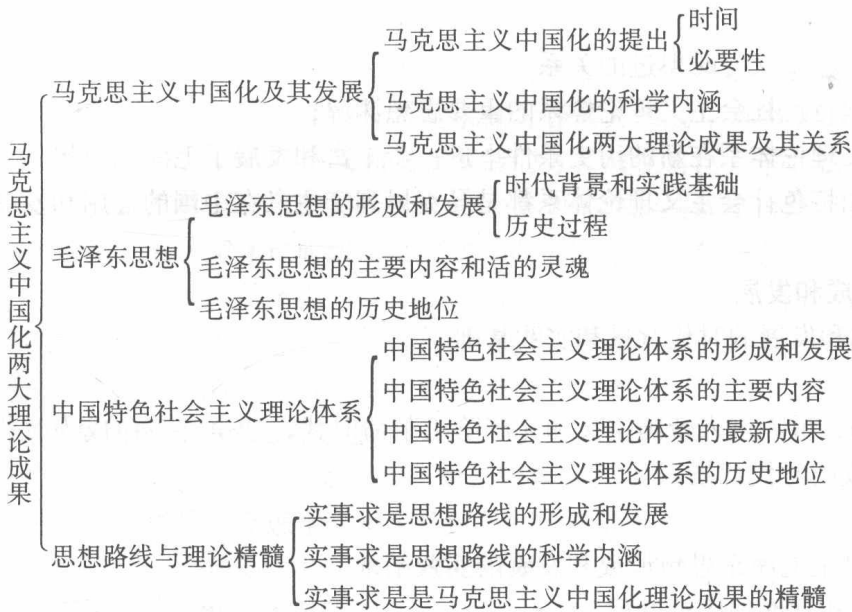 马克思主义中国化两大理论成果
马克思主义中国化及其发展
马克思主义中国化的提出
时间
必要性
马克思主义中国化的科学内涵
马克思主义中国化两大理论成果及其关系
毛泽东思想
毛泽东思想的形成和发展
时代背景和实践基础
历史过程
毛泽东思想的主要内容和活的灵魂
毛泽东思想的历史地位
中国特色社会主义理论体系
中国特色社会主义理论体系的形成和发展
中国特色社会主义理论体系的主要内容
中国特色社会主义理论体系的最新成果
中国特色社会主义理论体系的历史地位
思想路线与理论精髓
实事求是思想路线的形成和发展
实事求是思想路线的科学内涵
实事求是是马克思主义中国化理论成果的精髓